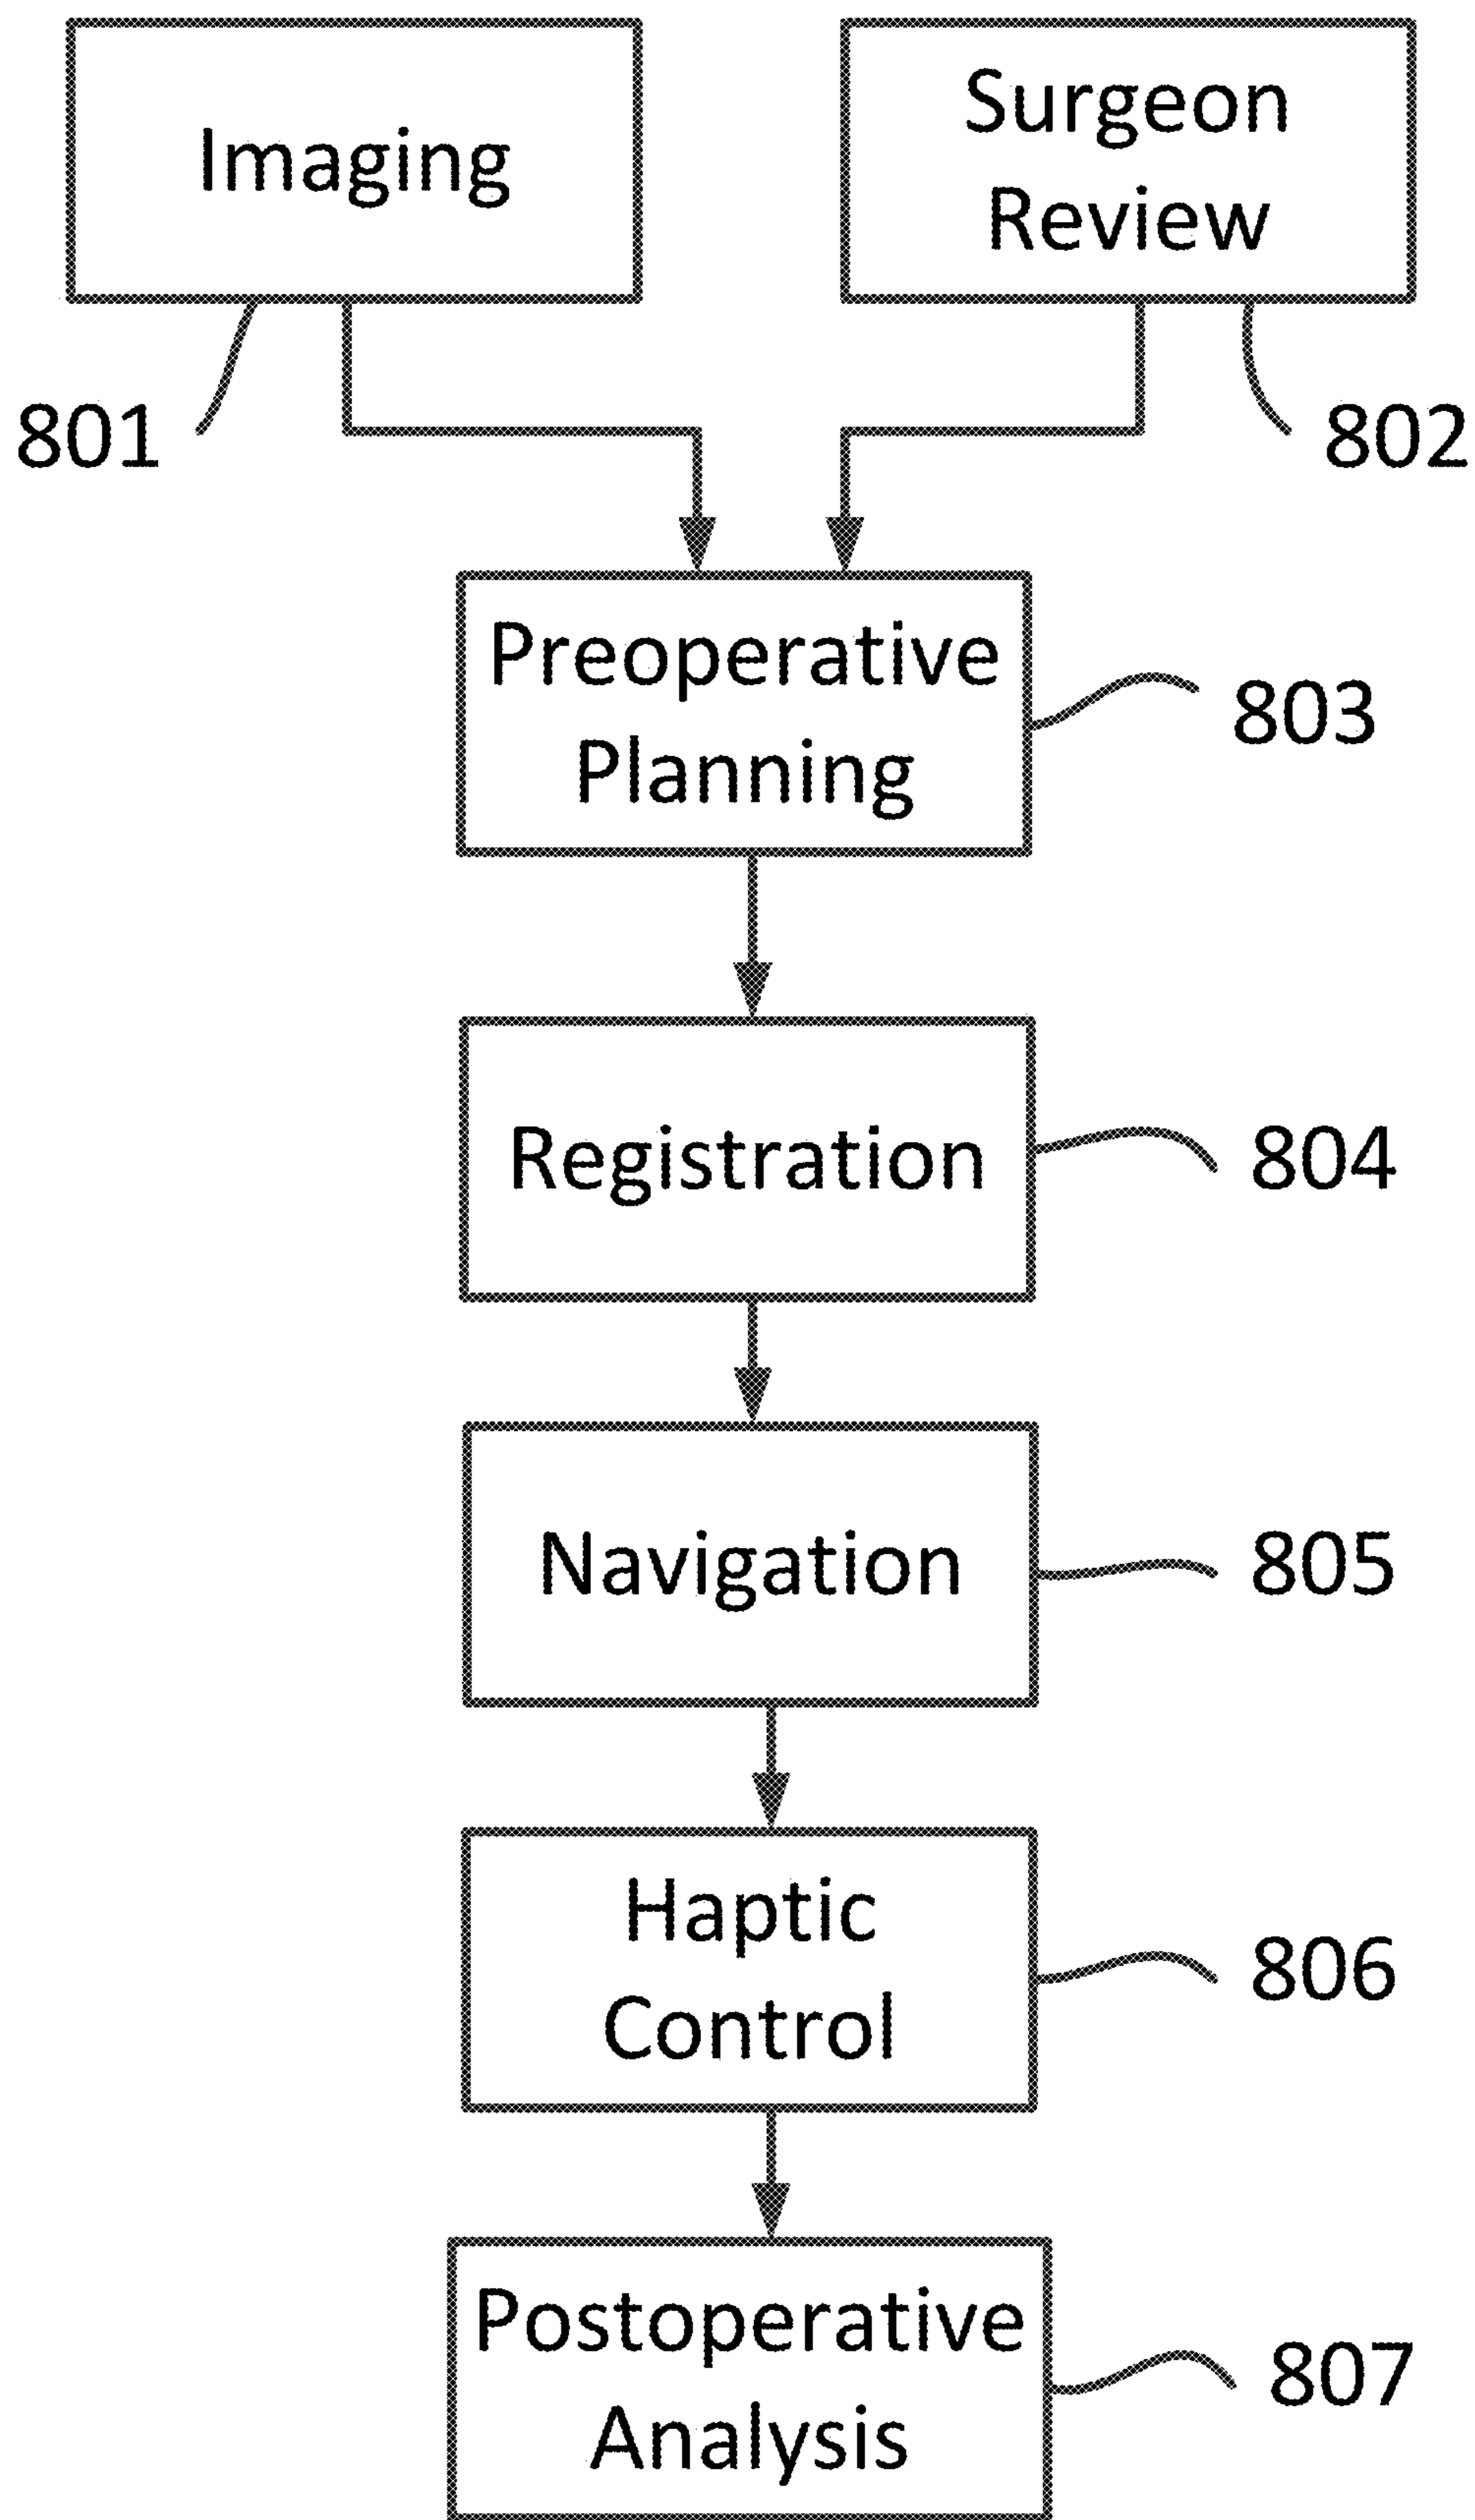 Imaging
Surgeon
Review
801
802
Preoperative
Planning
803
Registration
804
Navigation
805
Haptic
Control
806
Postoperative
Analysis
807